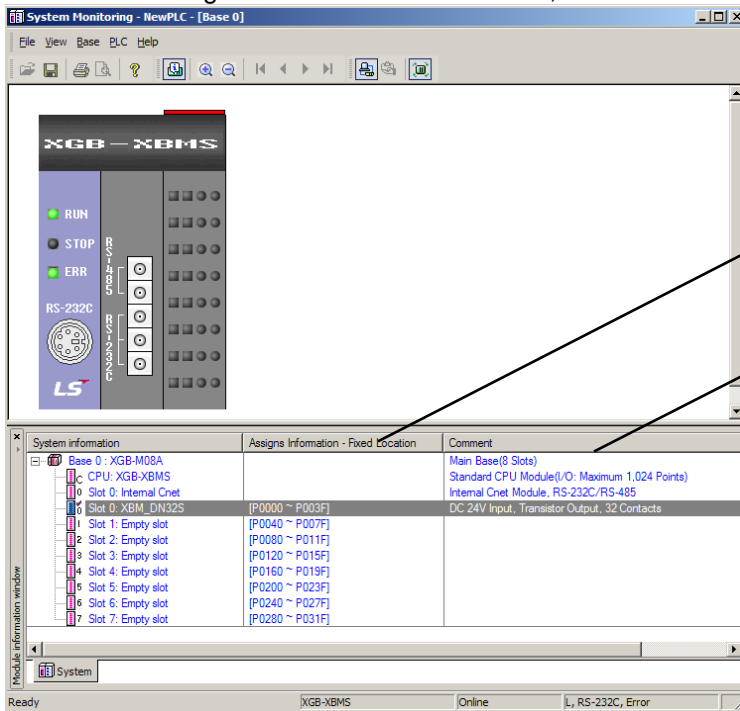 System Monitoring - NewPLC - [Base 0]
File View Base PLC Help
XGB-XBMS
RUN
STOP
ERR
RS-485
RS-232C
RS-232C
LS
System information Assigns Information - Fixed Location Comment
Base 0 : XGB-M08A Main Base(8 Slots)
CPU: XGB-XBMS Standard CPU Module(I/O: Maximum 1,024 Points)
Slot 0: Internal Cnet Internal Cnet Module, RS-232C/RS-485
Slot 0: XBM_DN32S [P0000 ~ P003F] DC 24V Input, Transistor Output, 32 Contacts
Slot 1: Empty slot [P0040 ~ P007F]
Slot 2: Empty slot [P0080 ~ P011F]
Slot 3: Empty slot [P0120 ~ P015F]
Slot 4: Empty slot [P0160 ~ P019F]
Slot 5: Empty slot [P0200 ~ P023F]
Slot 6: Empty slot [P0240 ~ P027F]
Slot 7: Empty slot [P0280 ~ P031F]
Module information window
System
Ready XGB-XBMS Online L, RS-232C, Error